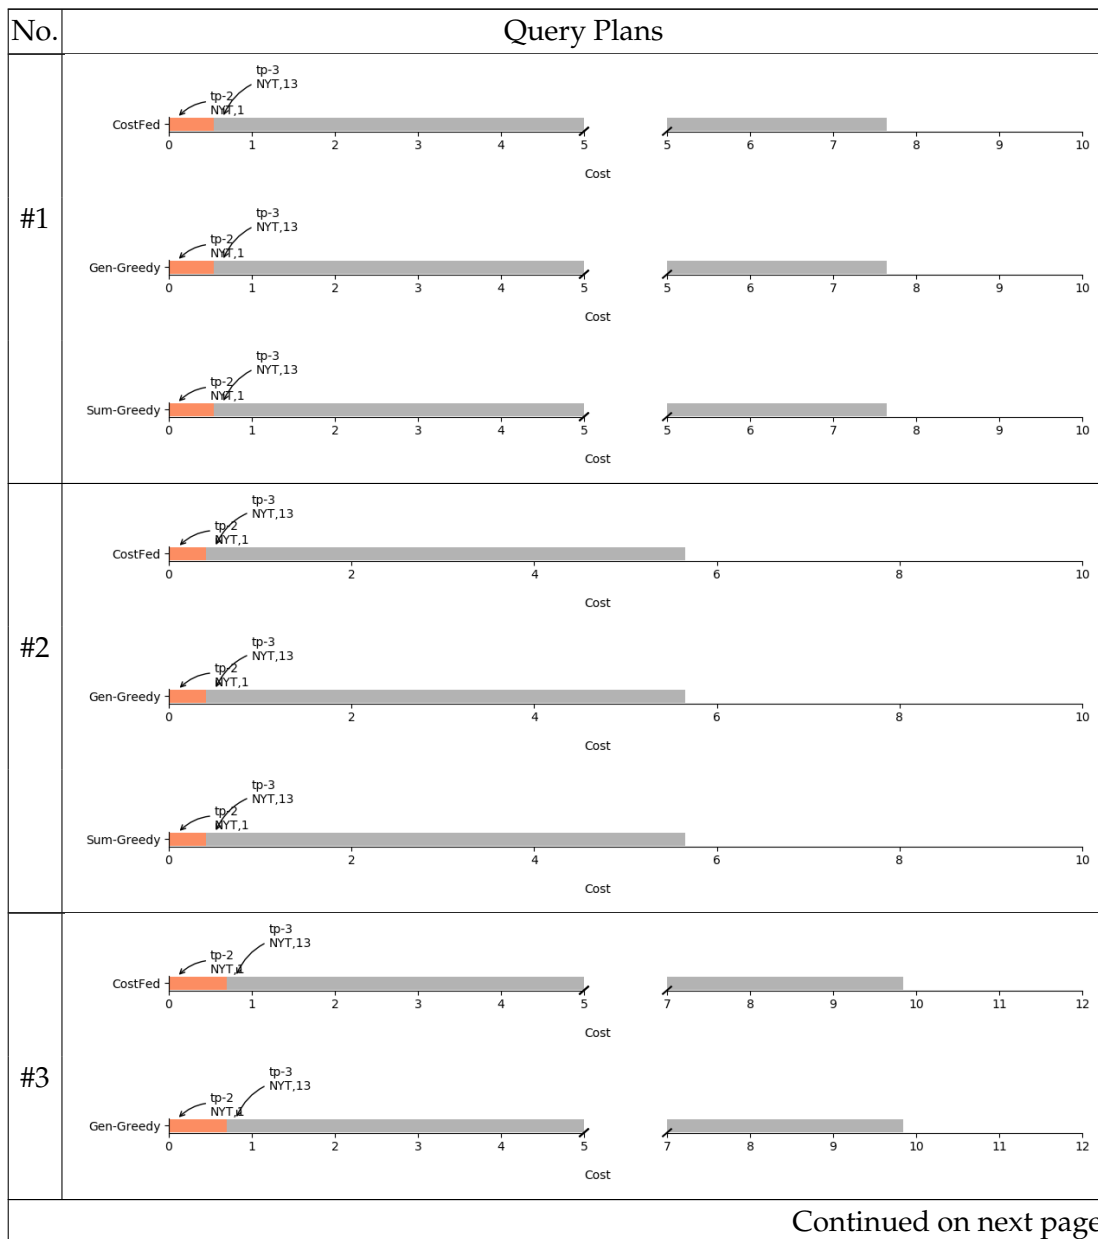 No.
Query Plans
#1
tp-3
NYT,13
tp-2
NYT,1
CostFed
0 1 2 3 4 5 5 6 7 8 9 10
Cost
tp-3
NYT,13
tp-2
NYT,1
Gen-Greedy
0 1 2 3 4 5 5 6 7 8 9 10
Cost
tp-3
NYT,13
tp-2
NYT,1
Sum-Greedy
0 1 2 3 4 5 5 6 7 8 9 10
Cost
#2
tp-3
NYT,13
tp-2
NYT,1
CostFed
0 2 4 6 8 10
Cost
tp-3
NYT,13
tp-2
NYT,1
Gen-Greedy
0 2 4 6 8 10
Cost
tp-3
NYT,13
tp-2
NYT,1
Sum-Greedy
0 2 4 6 8 10
Cost
#3
tp-3
NYT,13
tp-2
NYT,1
CostFed
0 1 2 3 4 5 7 8 9 10 11 12
Cost
tp-3
NYT,13
tp-2
NYT,1
Gen-Greedy
0 1 2 3 4 5 7 8 9 10 11 12
Cost
Continued on next page